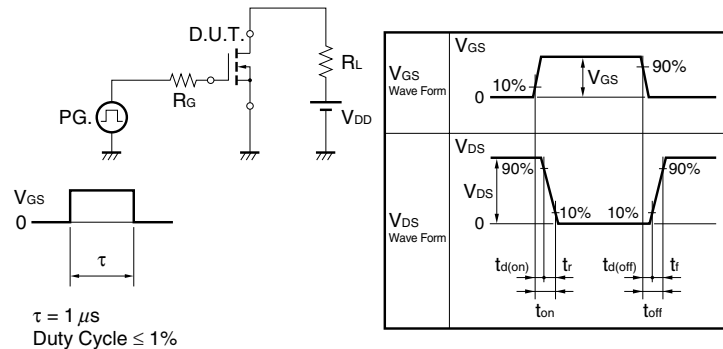 D.U.T.
RL
RG
PG.
VDD
VGS
0
τ
τ = 1 μs
Duty Cycle ≤ 1%
VGS
Wave Form
VGS
10%
VGS
90%
0
VDS
Wave Form
VDS
90%
VDS
90%
10%
10%
0
td(on)
tr
td(off)
tf
ton
toff